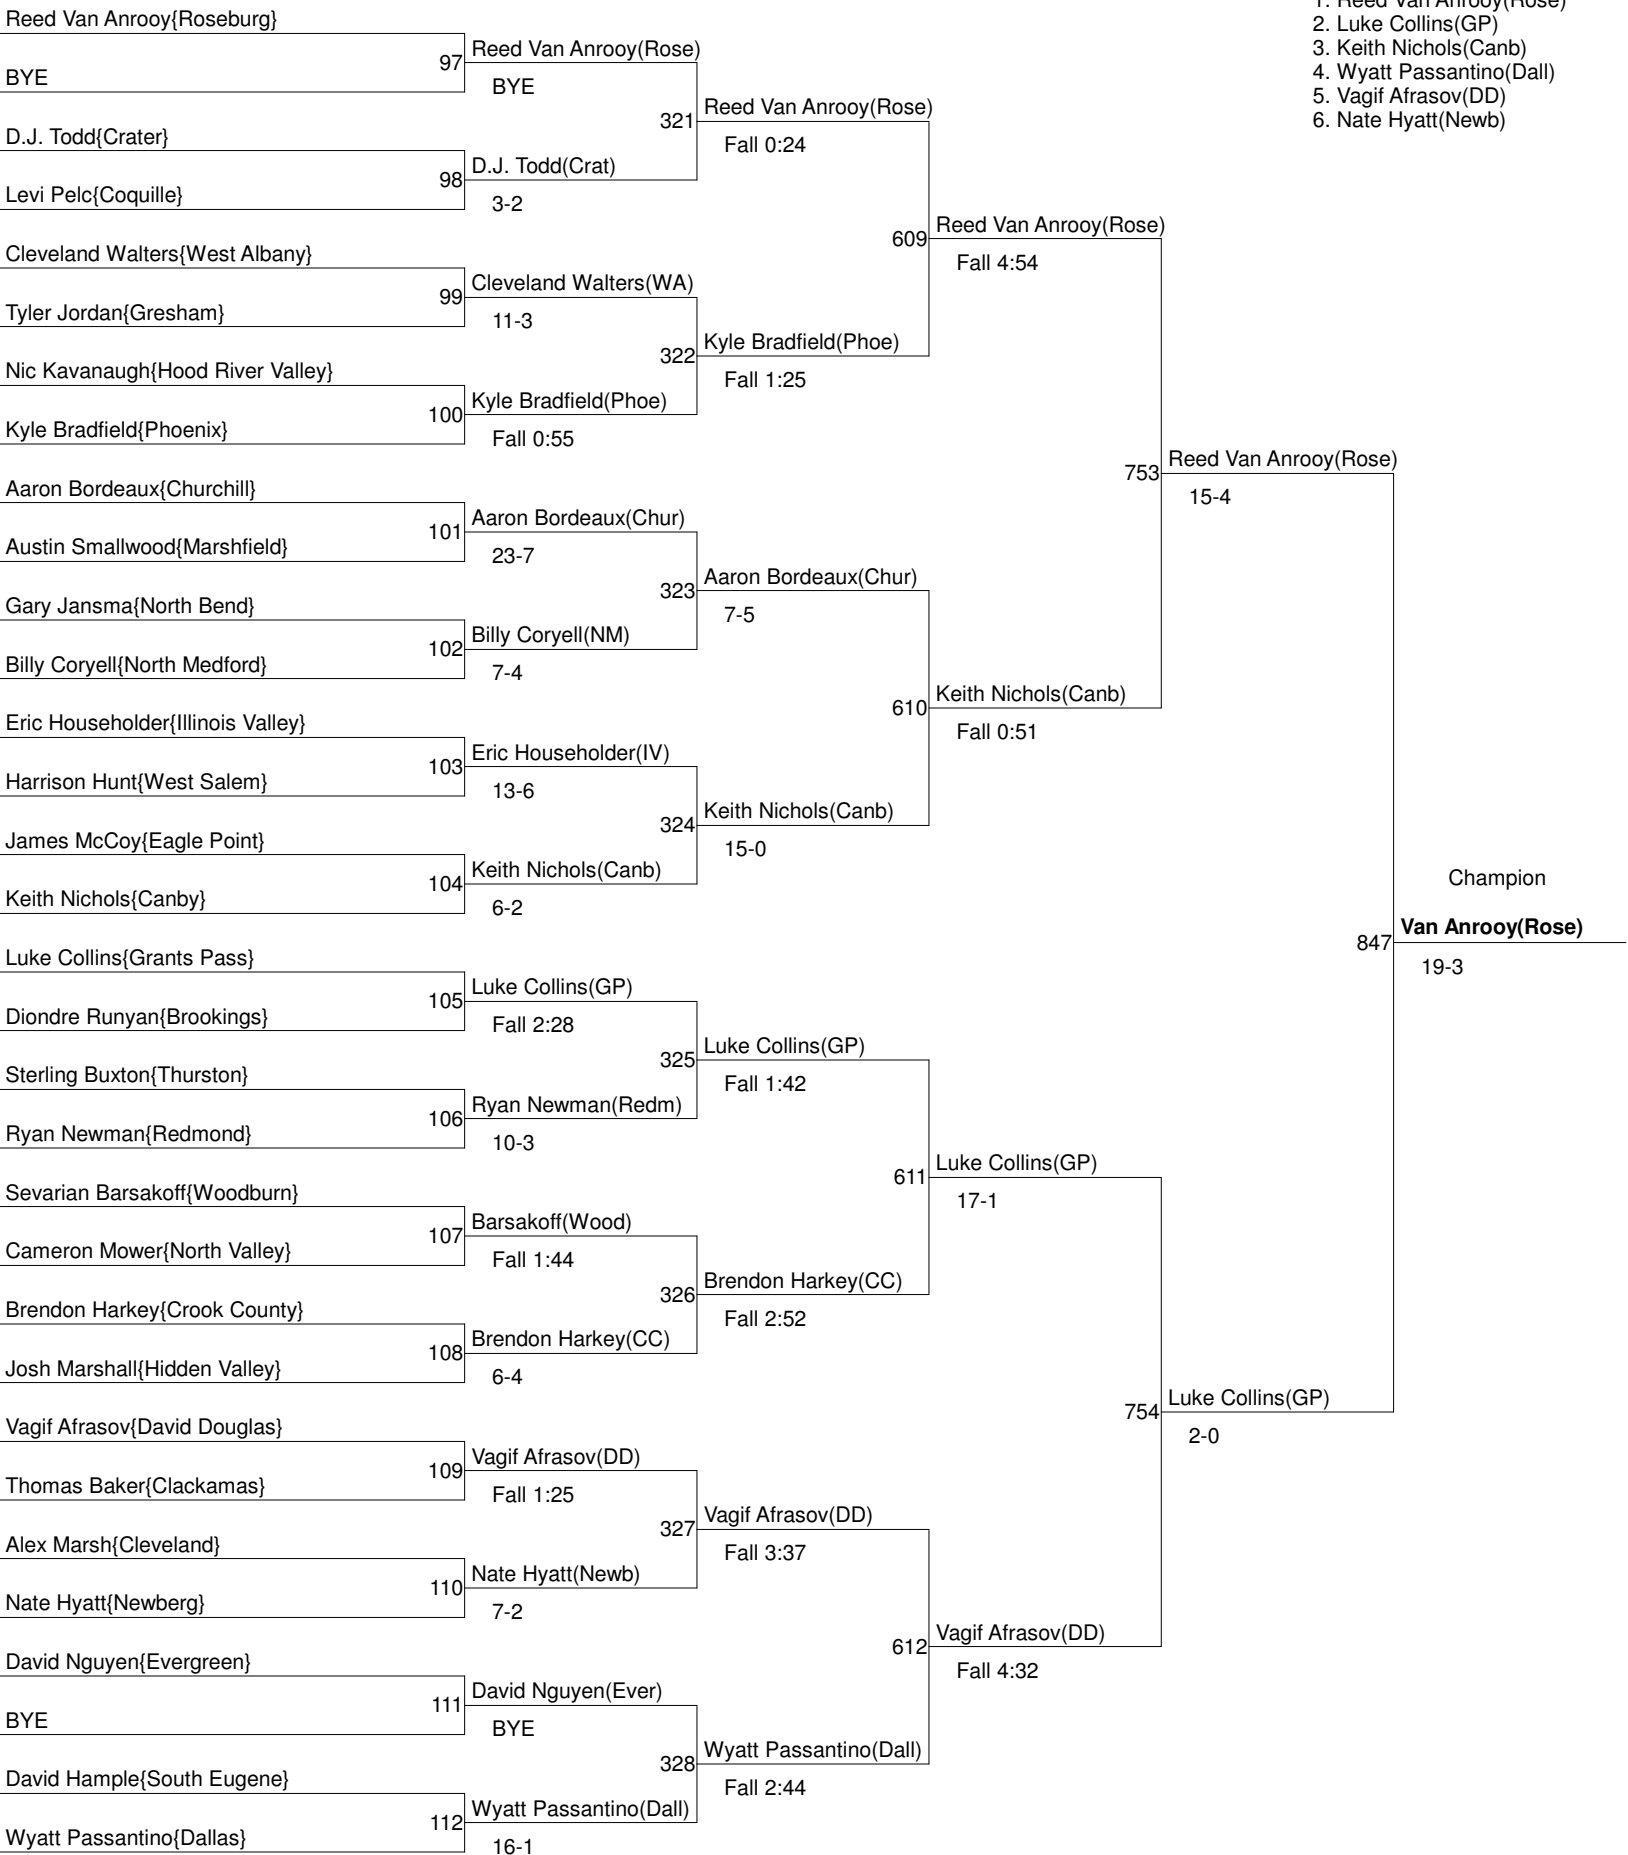 Reed Van Anrooy{Roseburg}
BYE
D.J. Todd{Crater}
Levi Pelc{Coquille}
Cleveland Walters{West Albany}
Tyler Jordan{Gresham}
Nic Kavanaugh{Hood River Valley}
Kyle Bradfield{Phoenix}
Aaron Bordeaux{Churchill}
Austin Smallwood{Marshfield}
Gary Jansma{North Bend}
Billy Coryell{North Medford}
Eric Householder{Illinois Valley}
Harrison Hunt{West Salem}
James McCoy{Eagle Point}
Keith Nichols{Canby}
Luke Collins{Grants Pass}
Diondre Runyan{Brookings}
Sterling Buxton{Thurston}
Ryan Newman{Redmond}
Sevarian Barsakoff{Woodburn}
Cameron Mower{North Valley}
Brendon Harkey{Crook County}
Josh Marshall{Hidden Valley}
Vagif Afrasov{David Douglas}
Thomas Baker{Clackamas}
Alex Marsh{Cleveland}
Nate Hyatt{Newberg}
David Nguyen{Evergreen}
BYE
David Hample{South Eugene}
Wyatt Passantino{Dallas}
97 Reed Van Anrooy(Rose)
BYE
98 D.J. Todd(Crat)
3-2
99 Cleveland Walters(WA)
11-3
100 Kyle Bradfield(Phoe)
Fall 0:55
101 Aaron Bordeaux(Chur)
23-7
102 Billy Coryell(NM)
7-4
103 Eric Householder(IV)
13-6
104 Keith Nichols(Canb)
6-2
105 Luke Collins(GP)
Fall 2:28
106 Ryan Newman(Redm)
10-3
107 Barsakoff(Wood)
Fall 1:44
108 Brendon Harkey(CC)
6-4
109 Vagif Afrasov(DD)
Fall 1:25
110 Nate Hyatt(Newb)
7-2
111 David Nguyen(Ever)
BYE
112 Wyatt Passantino(Dall)
16-1
321 Reed Van Anrooy(Rose)
Fall 0:24
322 Kyle Bradfield(Phoe)
Fall 1:25
323 Aaron Bordeaux(Chur)
7-5
324 Keith Nichols(Canb)
15-0
325 Luke Collins(GP)
Fall 1:42
326 Brendon Harkey(CC)
Fall 2:52
327 Vagif Afrasov(DD)
Fall 3:37
328 Wyatt Passantino(Dall)
Fall 2:44
609 Reed Van Anrooy(Rose)
Fall 4:54
610 Keith Nichols(Canb)
Fall 0:51
611 Luke Collins(GP)
17-1
612 Vagif Afrasov(DD)
Fall 4:32
753 Reed Van Anrooy(Rose)
15-4
754 Luke Collins(GP)
2-0
Champion
847 Van Anrooy(Rose)
19-3
1. Reed Van Anrooy(Rose)
2. Luke Collins(GP)
3. Keith Nichols(Canb)
4. Wyatt Passantino(Dall)
5. Vagif Afrasov(DD)
6. Nate Hyatt(Newb)